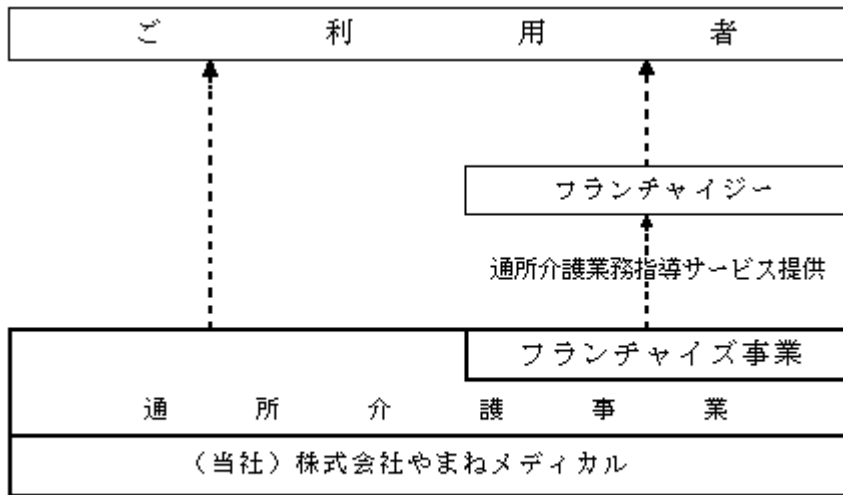 ご利用者
フランチャイジー
通所介護業務指導サービス提供
フランチャイズ事業
通所介護事業
（当社）株式会社やまねメディカル